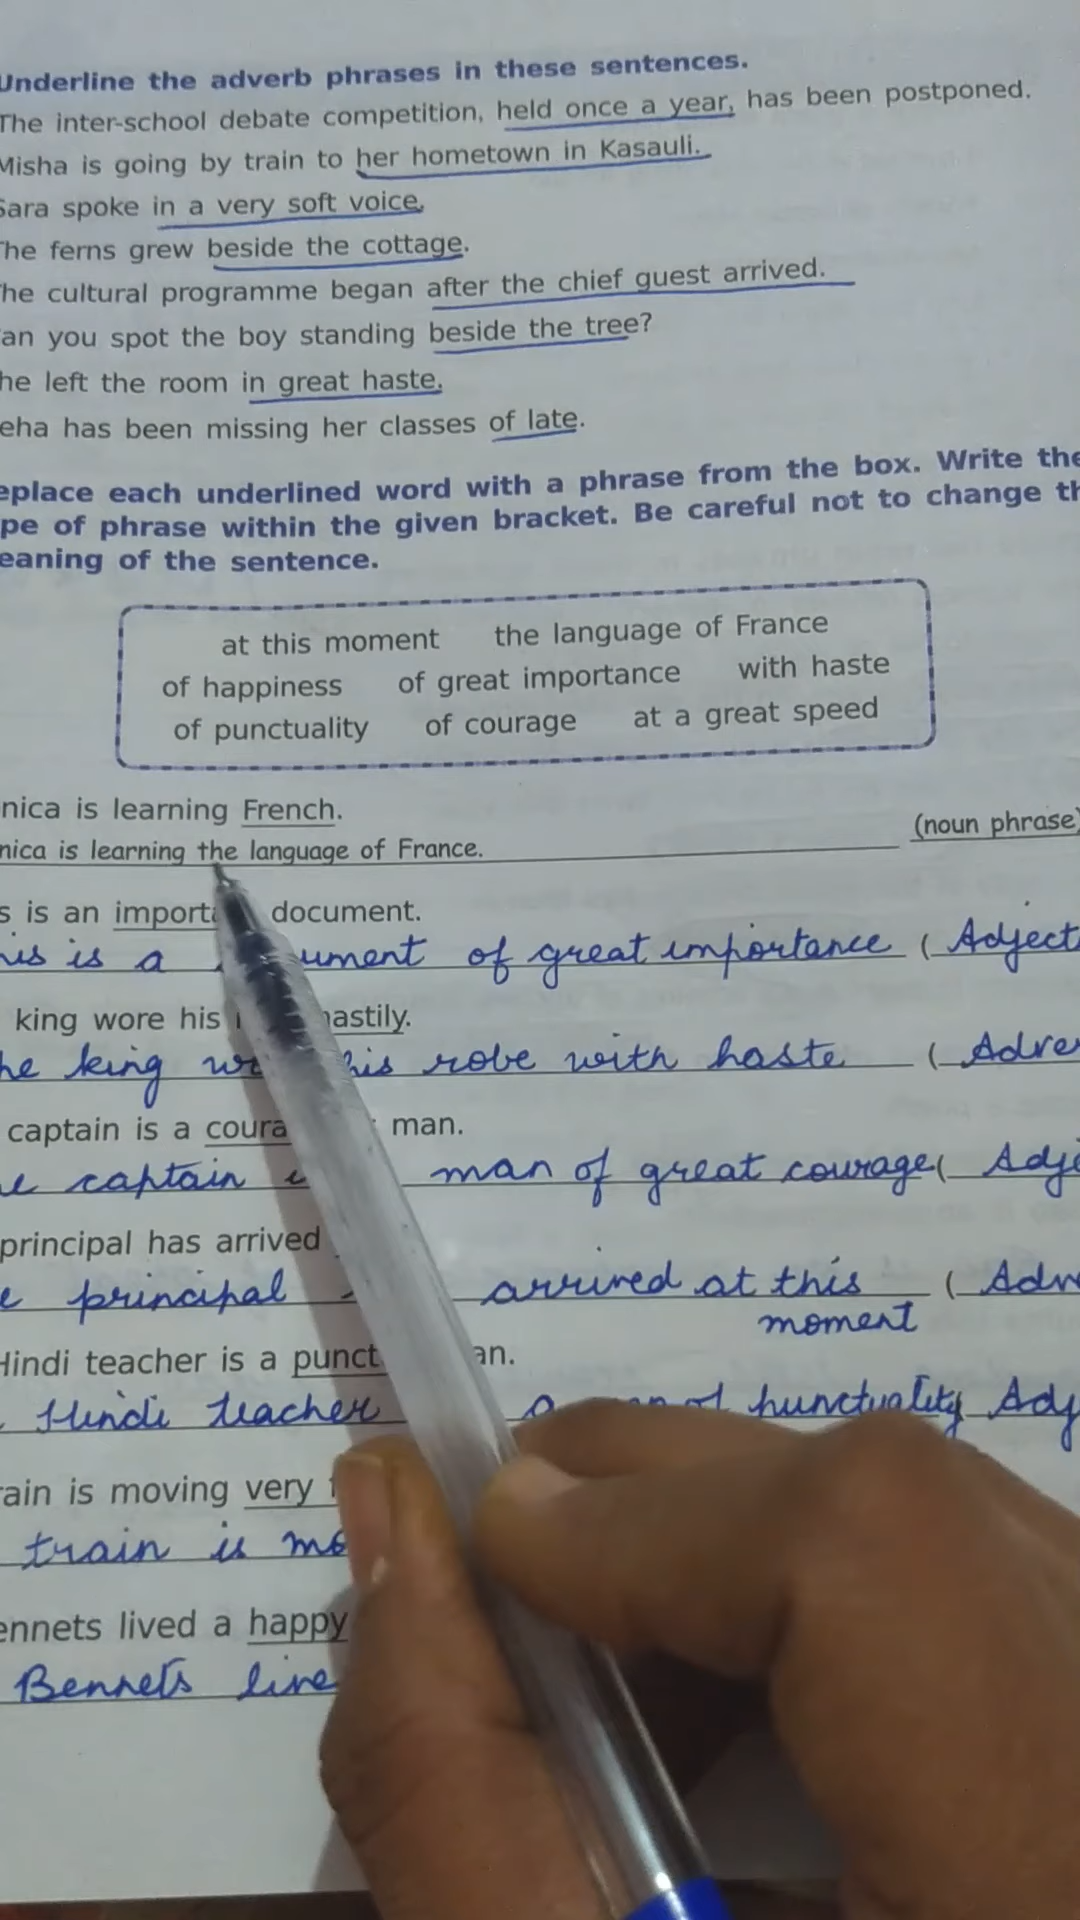 Underline the adverb phrases in these sentences.
The inter-school debate competition, held once a year, has been postponed.
Misha is going by train to her hometown in Kasauli.
Sara spoke in a very soft voice.
The ferns grew beside the cottage.
he cultural programme began after the chief guest arrived.
an you spot the boy standing beside the tree?
he left the room in great haste.
eha has been missing her classes of late.
eplace each underlined word with a phrase from the box. Write the
pe of phrase within the given bracket. Be careful not to change th
eaning of the sentence.
at this moment the language of France
of happiness of great importance with haste
of punctuality of courage at a great speed
nica is learning French.
nica is learning the language of France. (noun phrase)
s is an importa document.
is is a ument of great importance (Adject
king wore his hastily.
he king w his robe with haste (Adve
captain is a coura man.
e captain man of great courage (Adje
principal has arrived
e principal arrived at this (Adv
moment
Hindi teacher is a punct an.
Hindi teacher a of punctuality Adj
rain is moving very
train is mo
ennets lived a happy
Bennets live